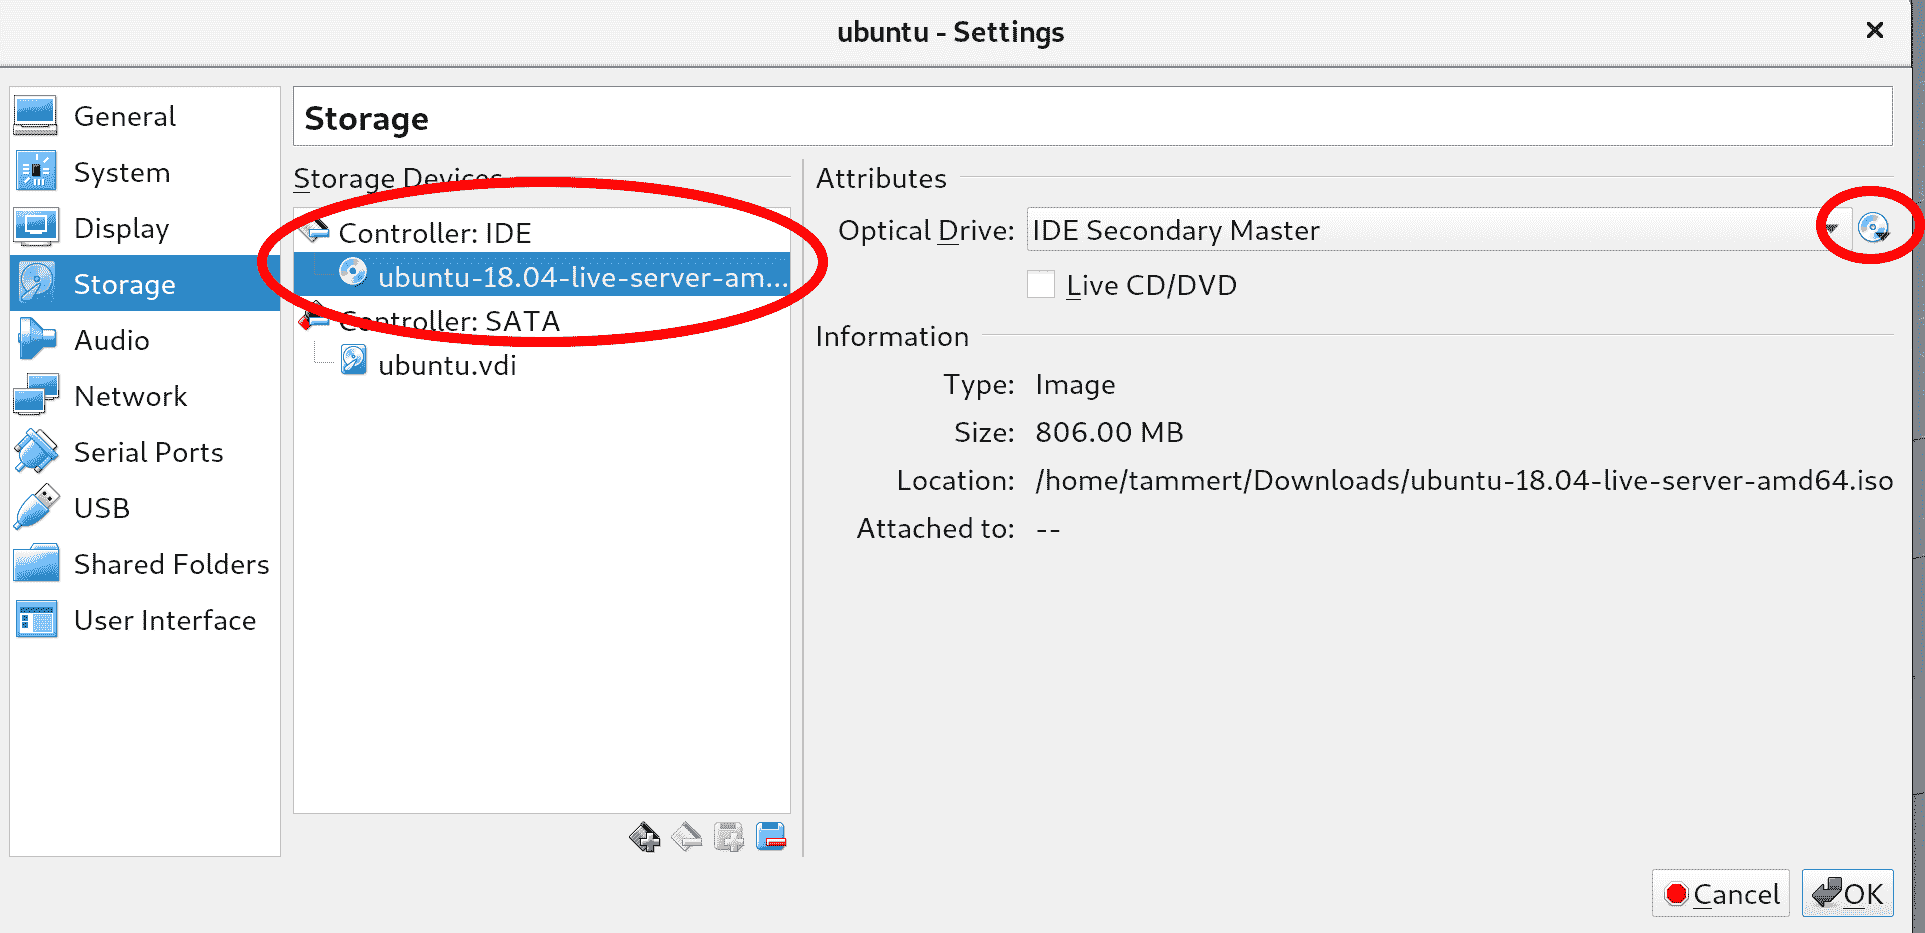 ubuntu - Settings
General
System
Display
Storage
Audio
Network
Serial Ports
USB
Shared Folders
User Interface
Storage
Storage Devices
Controller: IDE
ubuntu-18.04-live-server-am...
Controller: SATA
ubuntu.vdi
Attributes
Optical Drive: IDE Secondary Master
Live CD/DVD
Information
Type: Image
Size: 806.00 MB
Location: /home/tammert/Downloads/ubuntu-18.04-live-server-amd64.iso
Attached to: --
Cancel
OK